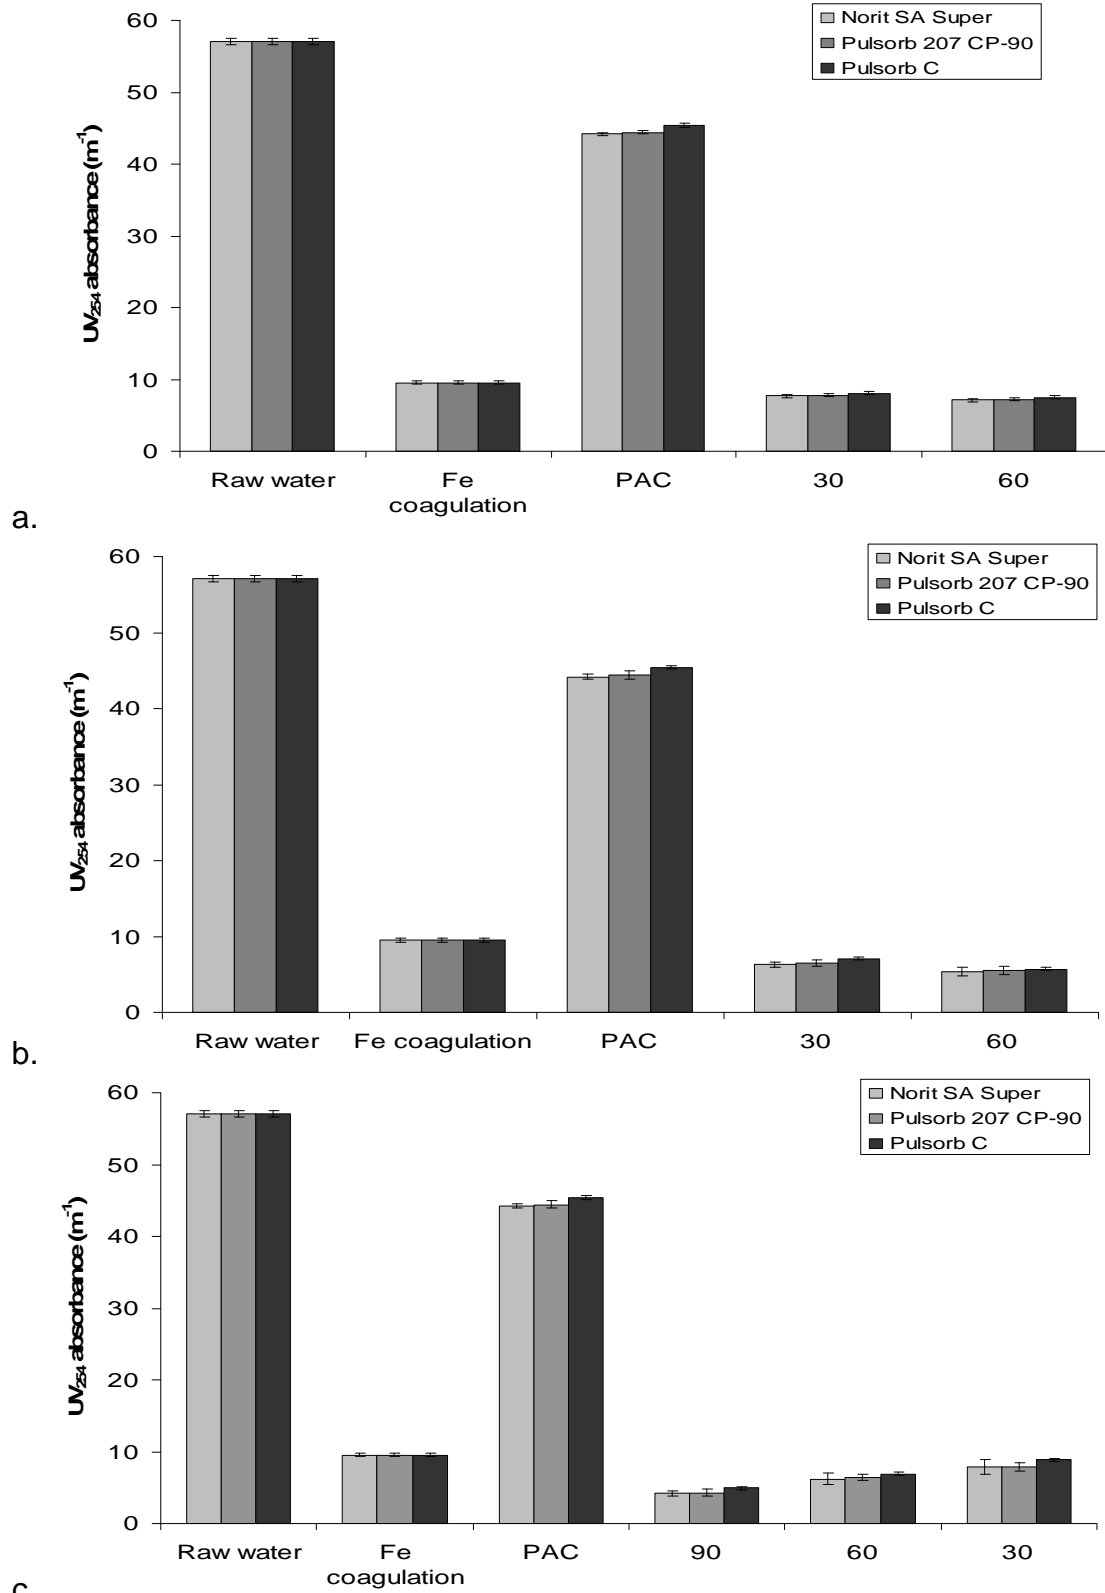 Norit SA Super
Pulsorb 207 CP-90
Pulsorb C
UV254 absorbance (m-1)
60
50
40
30
20
10
0
Raw water
Fe coagulation
PAC
30
60
a.
Norit SA Super
Pulsorb 207 CP-90
Pulsorb C
UV254 absorbance (m-1)
60
50
40
30
20
10
0
Raw water
Fe coagulation
PAC
30
60
b.
Norit SA Super
Pulsorb 207 CP-90
Pulsorb C
UV254 absorbance (m-1)
60
50
40
30
20
10
0
Raw water
Fe
coagulation
PAC
90
60
30
c.